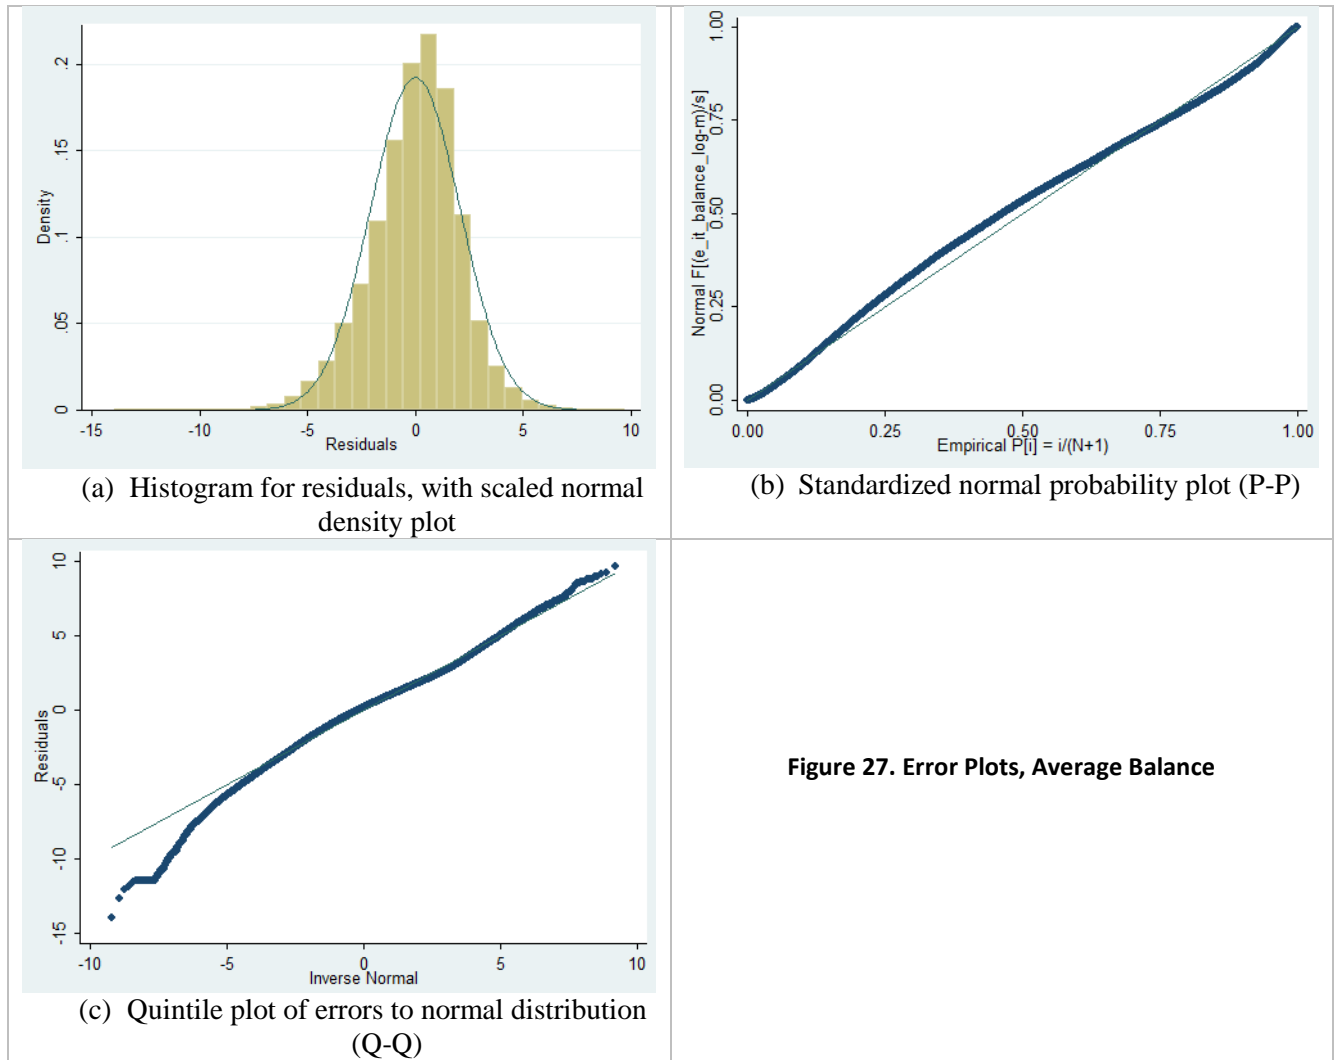 .2
.15
.1
.05
0
Density
-15
-10
-5
0
5
10
Residuals
(a) Histogram for residuals, with scaled normal
density plot
1.00
0.75
0.50
0.25
0.00
Normal F[(e_it_balance_log-m)/s]
0.00
0.25
0.50
0.75
1.00
Empirical P[i] = i/(N+1)
(b) Standardized normal probability plot (P-P)
10
5
0
-5
-10
-15
Residuals
-10
-5
0
5
10
Inverse Normal
(c) Quintile plot of errors to normal distribution
(Q-Q)
Figure 27. Error Plots, Average Balance